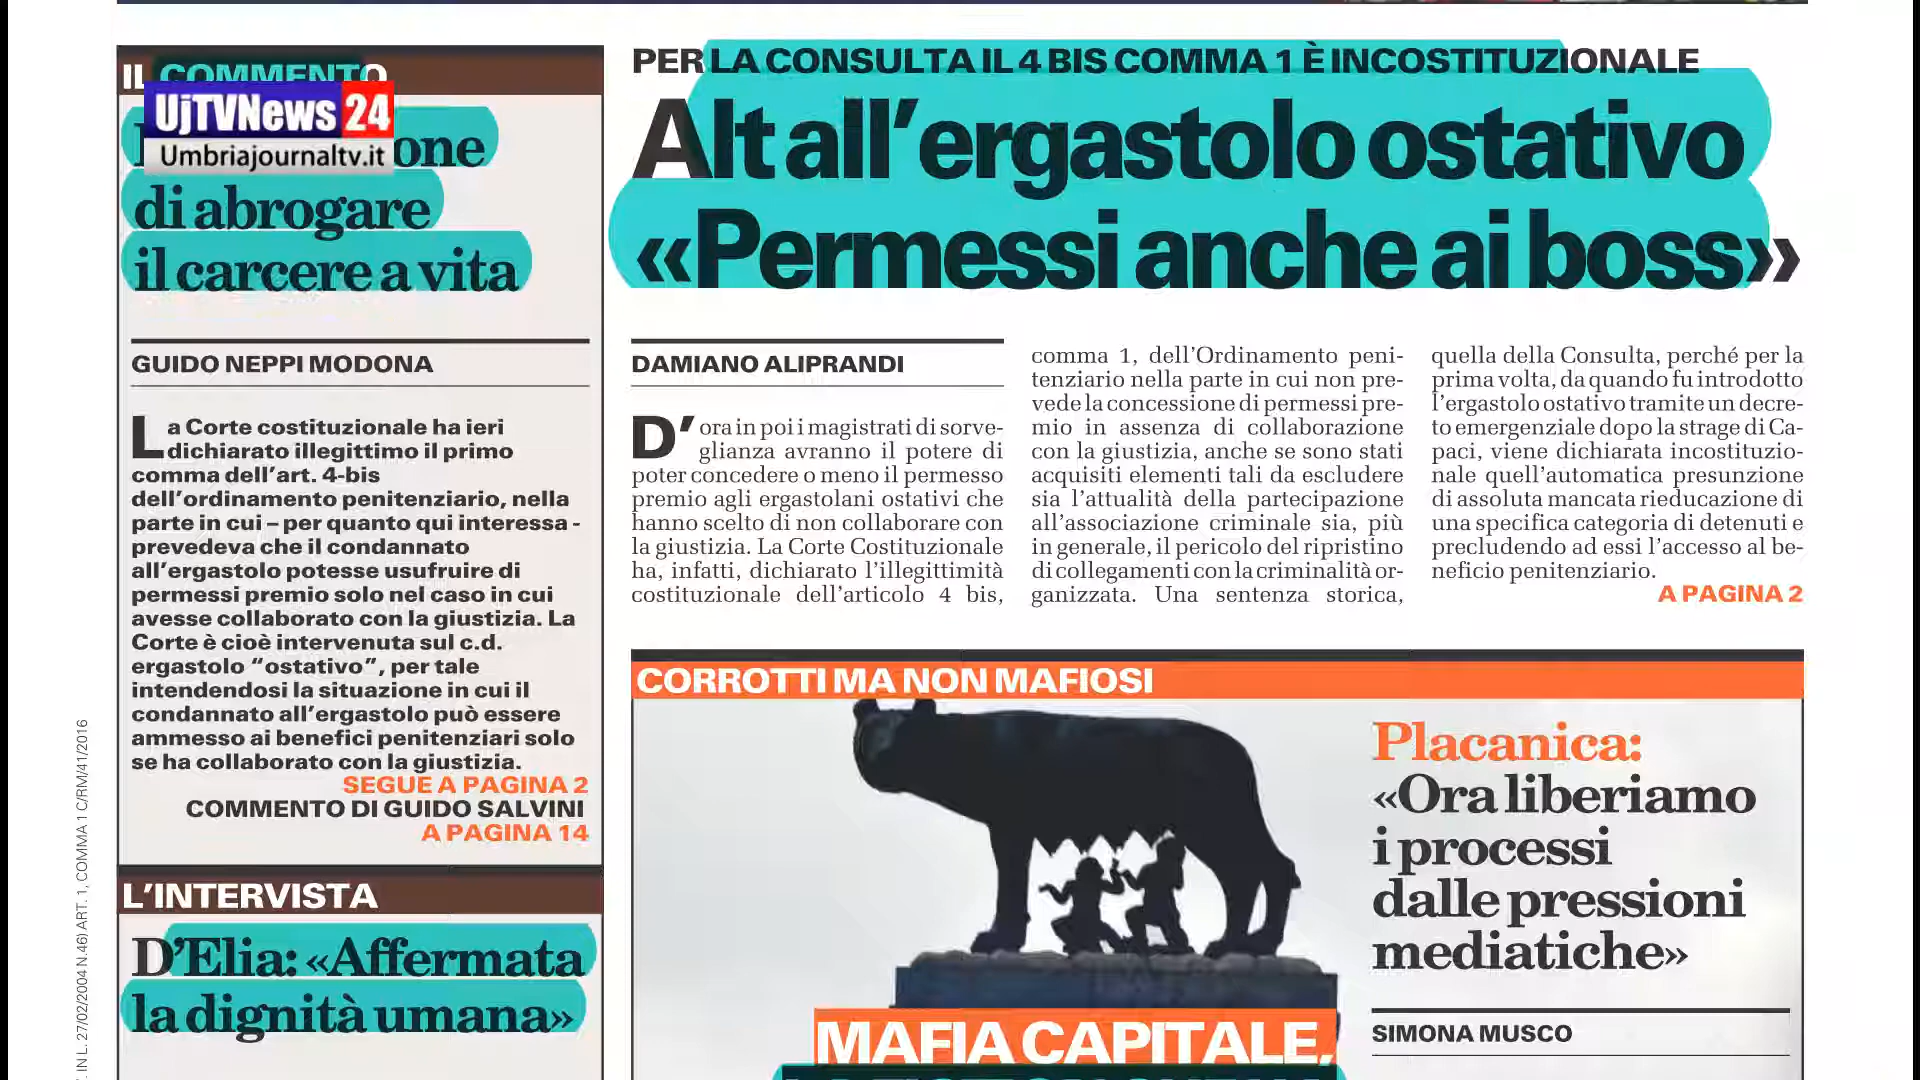 IL COMMENTO
UjTVNews 24
Umbriajournaltv.it
one
di abrogare
il carcere a vita
GUIDO NEPPI MODONA
La Corte costituzionale ha ieri
dichiarato illegittimo il primo
comma dell'art. 4-bis
dell'ordinamento penitenziario, nella
parte in cui – per quanto qui interessa -
prevedeva che il condannato
all'ergastolo potesse usufruire di
permessi premio solo nel caso in cui
avesse collaborato con la giustizia. La
Corte è cioè intervenuta sul c.d.
ergastolo “ostativo”, per tale
intendendosi la situazione in cui il
condannato all'ergastolo può essere
ammesso ai benefici penitenziari solo
se ha collaborato con la giustizia.
SEGUE A PAGINA 2
COMMENTO DI GUIDO SALVINI
A PAGINA 14
L'INTERVISTA
D'Elia: «Affermata
la dignità umana»
PER LA CONSULTA IL 4 BIS COMMA 1 È INCOSTITUZIONALE
Alt all'ergastolo ostativo
«Permessi anche ai boss»
DAMIANO ALIPRANDI
D'ora in poi i magistrati di sorve-
glianza avranno il potere di
poter concedere o meno il permesso
premio agli ergastolani ostativi che
hanno scelto di non collaborare con
la giustizia. La Corte Costituzionale
ha, infatti, dichiarato l'illegittimità
costituzionale dell'articolo 4 bis,
comma 1, dell'Ordinamento peni-
tenziario nella parte in cui non pre-
vede la concessione di permessi pre-
mio in assenza di collaborazione
con la giustizia, anche se sono stati
acquisiti elementi tali da escludere
sia l'attualità della partecipazione
all'associazione criminale sia, più
in generale, il pericolo del ripristino
di collegamenti con la criminalità or-
ganizzata. Una sentenza storica,
quella della Consulta, perché per la
prima volta, da quando fu introdotto
l'ergastolo ostativo tramite un decre-
to emergenziale dopo la strage di Ca-
paci, viene dichiarata incostituzio-
nale quell'automatica presunzione
di assoluta mancata rieducazione di
una specifica categoria di detenuti e
precludendo ad essi l'accesso al be-
neficio penitenziario.
A PAGINA 2
CORROTTI MA NON MAFIOSI
Placanica:
«Ora liberiamo
i processi
dalle pressioni
mediatiche»
SIMONA MUSCO
MAFIA CAPITALE,
IN L. 27/02/2004 N.46) ART. 1, COMMA 1 C/RM/41/2016